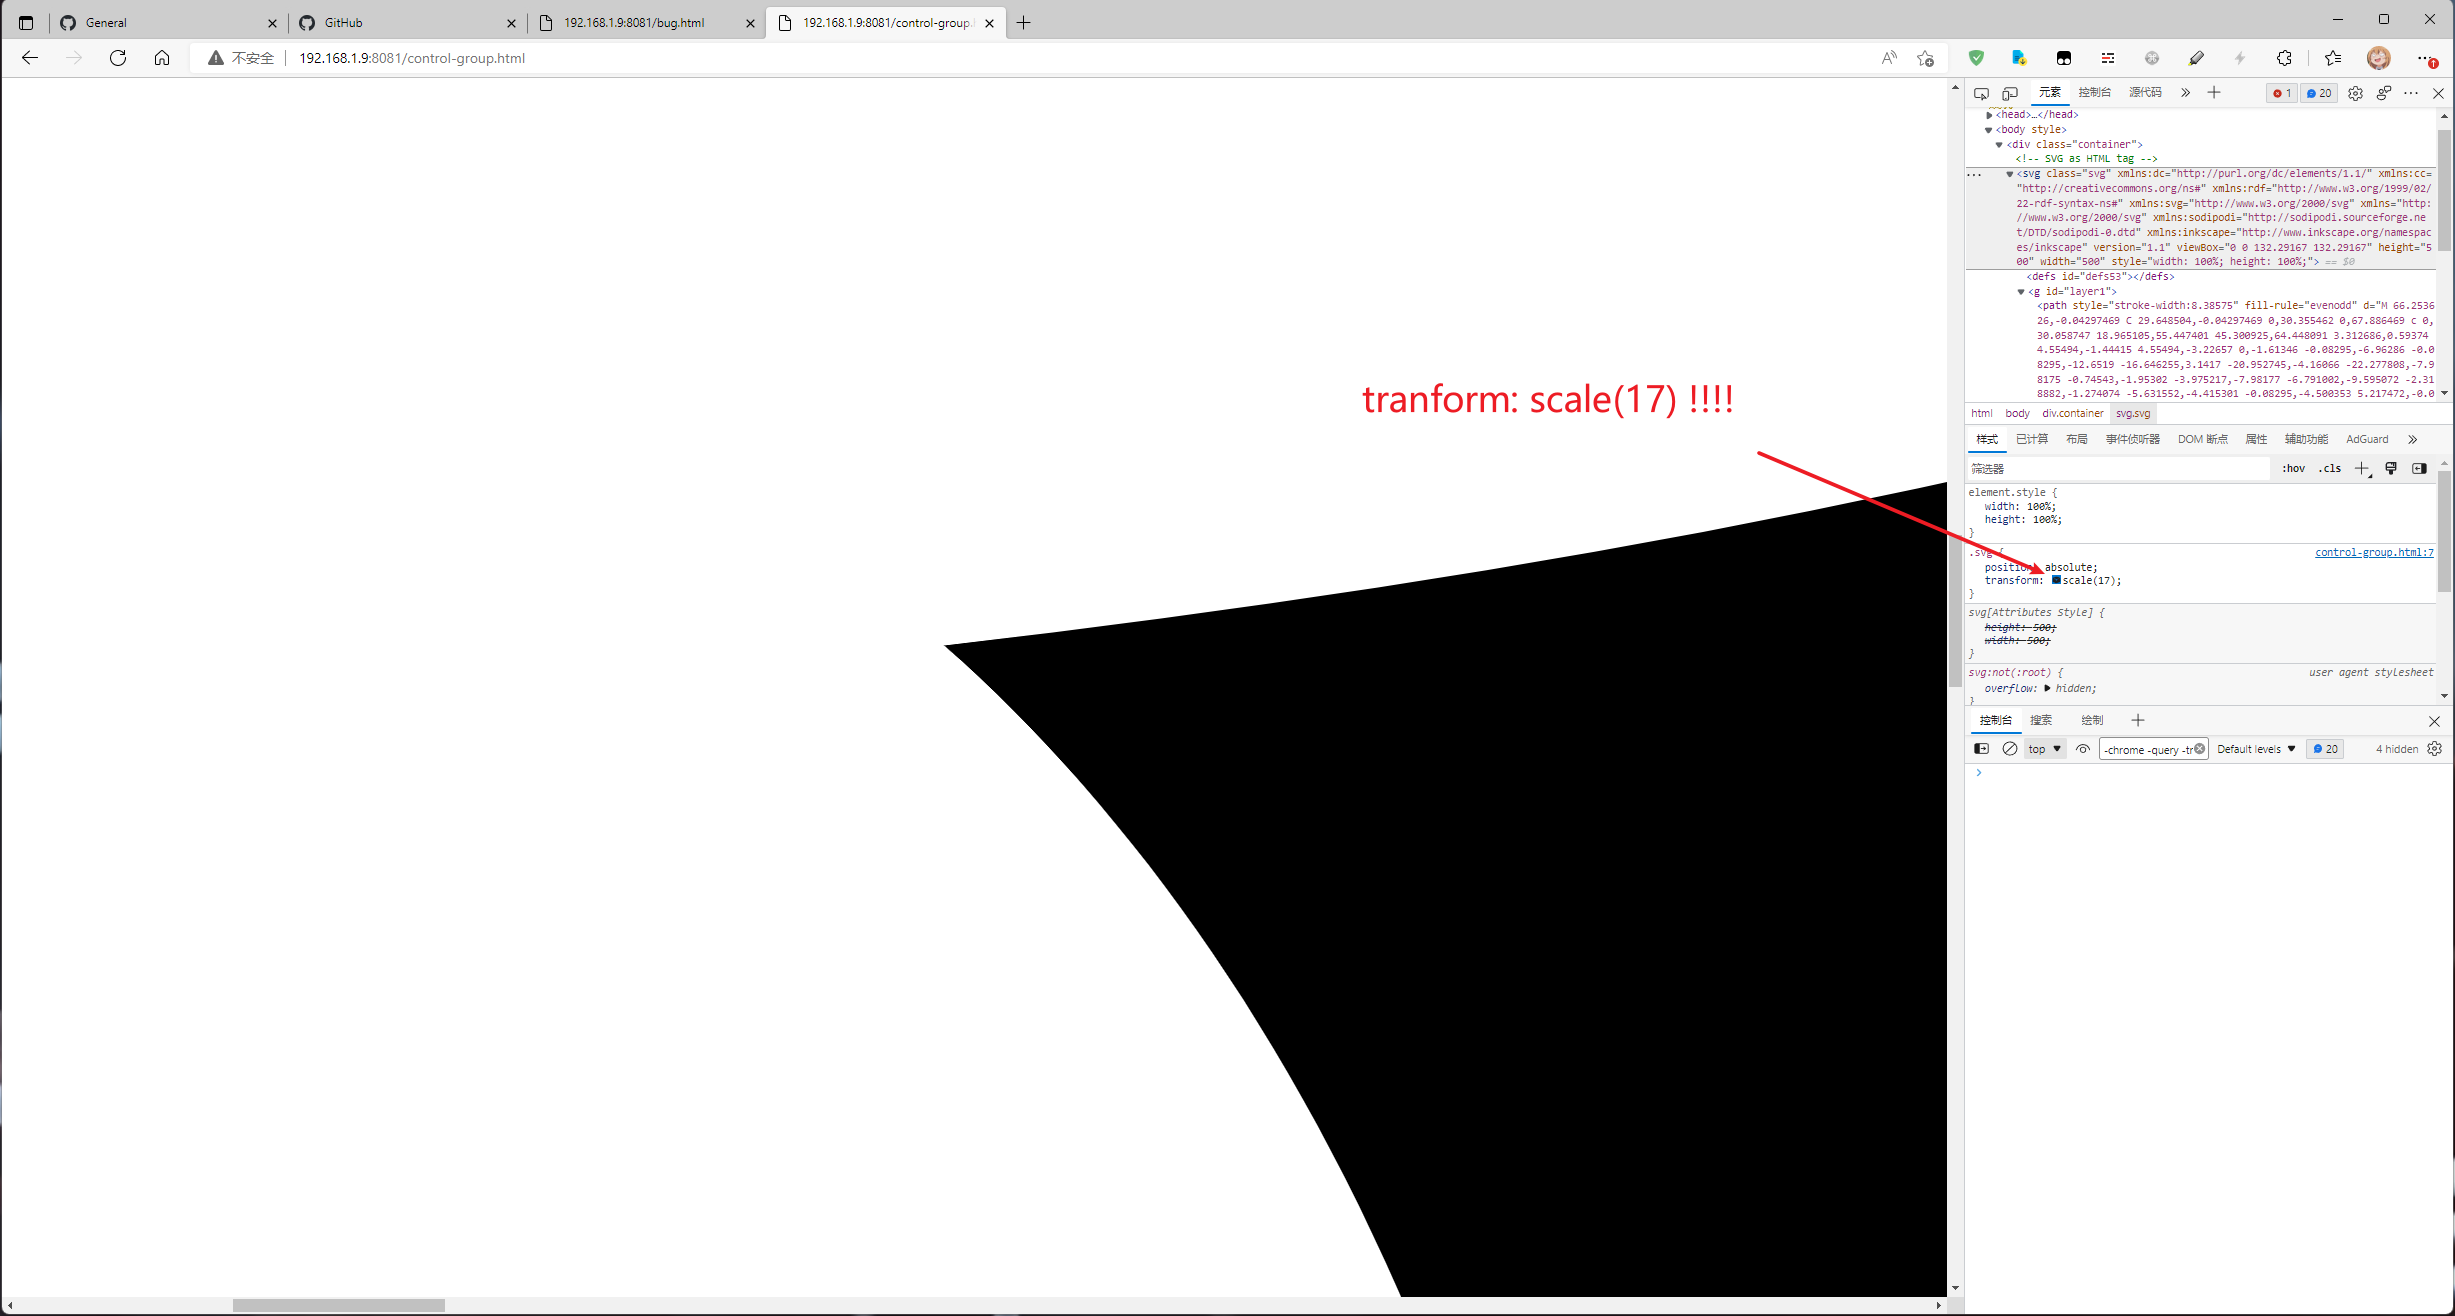 General
GitHub
192.168.1.9:8081/bug.html
192.168.1.9:8081/control-group.
不安全
192.168.1.9:8081/control-group.html
元素 控制台 源代码
1 20
<head>…</head>
<body style>
<div class="container">
<!-- SVG as HTML tag -->
<svg class="svg" xmlns:dc="http://purl.org/dc/elements/1.1/" xmlns:cc=
"http://creativecommons.org/ns#" xmlns:rdf="http://www.w3.org/1999/02/
22-rdf-syntax-ns#" xmlns:svg="http://www.w3.org/2000/svg" xmlns="http:
//www.w3.org/2000/svg" xmlns:sodipodi="http://sodipodi.sourceforge.ne
t/DTD/sodipodi-0.dtd" xmlns:inkscape="http://www.inkscape.org/namespac
es/inkscape" version="1.1" viewBox="0 0 132.29167 132.29167" height="5
00" width="500" style="width: 100%; height: 100%;"> == $0
<defs id="defs53"></defs>
<g id="layer1">
<path style="stroke-width:8.38575" fill-rule="evenodd" d="M 66.2536
26,-0.04297469 C 29.648504,-0.04297469 0,30.355462 0,67.886469 c 0,
30.058747 18.965105,55.447401 45.300925,64.448091 3.312686,0.59374
4.55494,-1.44415 4.55494,-3.22657 0,-1.61346 -0.08295,-6.96286 -0.0
8295,-12.6519 -16.646255,3.1417 -20.952745,-4.16066 -22.277808,-7.9
8175 -0.74543,-1.95302 -3.975217,-7.98177 -6.791002,-9.595072 -2.31
8882,-1.274074 -5.631552,-4.415301 -0.08295,-4.500353 5.217472,-0.0
html body div.container svg.svg
样式 已计算 布局 事件侦听器 DOM 断点 属性 辅助功能 AdGuard
筛选器
:hov .cls
element.style {
width: 100%;
height: 100%;
}
.svg {
control-group.html:7
position: absolute;
transform: scale(17);
}
svg[Attributes Style] {
height: 500;
width: 500;
}
svg:not(:root) {
user agent stylesheet
overflow: hidden;
}
控制台 搜索 绘制
top
-chrome -query -tr
Default levels
20
4 hidden
tranform: scale(17) !!!!